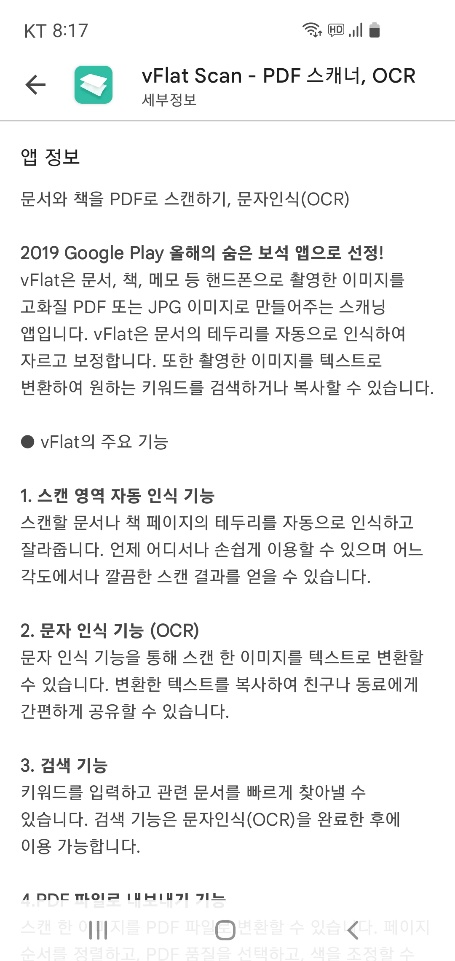 KT 8:17
HD
vFlat Scan - PDF 스캐너, OCR
세부정보
앱 정보
문서와 책을 PDF로 스캔하기, 문자인식(OCR)
2019 Google Play 올해의 숨은 보석 앱으로 선정!
vFlat은 문서, 책, 메모 등 핸드폰으로 촬영한 이미지를
고화질 PDF 또는 JPG 이미지로 만들어주는 스캐닝
앱입니다. vFlat은 문서의 테두리를 자동으로 인식하여
자르고 보정합니다. 또한 촬영한 이미지를 텍스트로
변환하여 원하는 키워드를 검색하거나 복사할 수 있습니다.
● vFlat의 주요 기능
1. 스캔 영역 자동 인식 기능
스캔할 문서나 책 페이지의 테두리를 자동으로 인식하고
잘라줍니다. 언제 어디서나 손쉽게 이용할 수 있으며 어느
각도에서나 깔끔한 스캔 결과를 얻을 수 있습니다.
2. 문자 인식 기능 (OCR)
문자 인식 기능을 통해 스캔 한 이미지를 텍스트로 변환할
수 있습니다. 변환한 텍스트를 복사하여 친구나 동료에게
간편하게 공유할 수 있습니다.
3. 검색 기능
키워드를 입력하고 관련 문서를 빠르게 찾아낼 수
있습니다. 검색 기능은 문자인식(OCR)을 완료한 후에
이용 가능합니다.
4.PDF 파일로 내보내기 기능
스캔 한 이미지를 PDF 파일로 변환할 수 있습니다. 페이지
순서를 정렬하고, PDF 품질을 선택하고, 색을 조정할 수